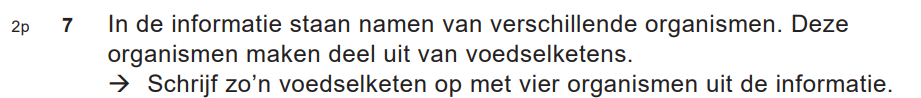 2p 7 In de informatie staan namen van verschillende organismen. Deze
organismen maken deel uit van voedselketens.
→ Schrijf zo’n voedselketen op met vier organismen uit de informatie.